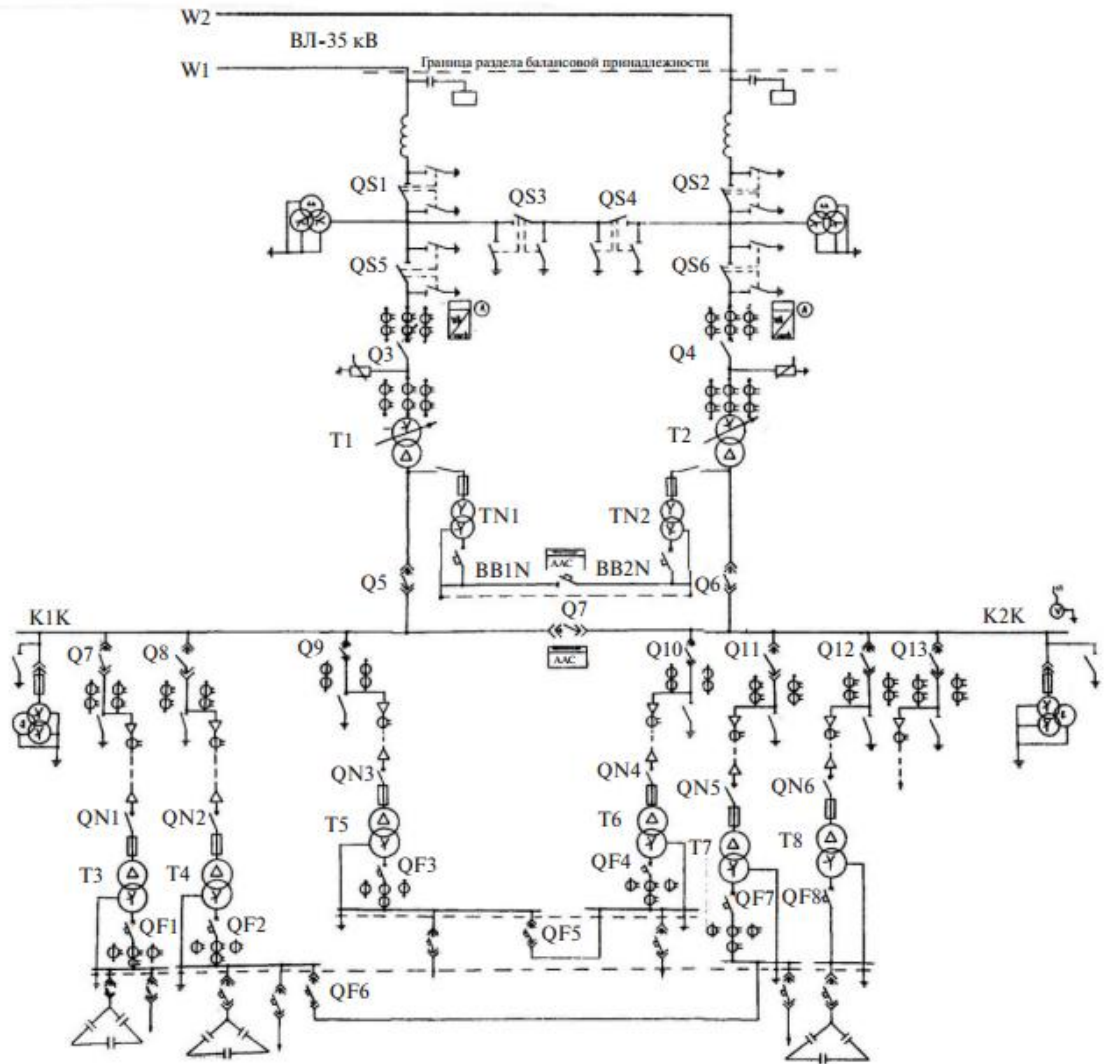 W2
ВЛ-35 кВ
W1
Граница раздела балансовой принадлежности
QS1
QS3
QS4
QS2
QS5
QS6
Q3
Q4
T1
T2
TN1
TN2
BB1N
AAC
BB2N
Q5
Q6
Q7
K1K
K2K
AAC
Q7
Q8
Q9
Q10
Q11
Q12
Q13
QN3
QN4
QN5
QN6
QN1
QN2
T5
T6
T7
T8
T3
T4
QF3
QF4
QF7
QF8
QF1
QF2
QF5
QF6